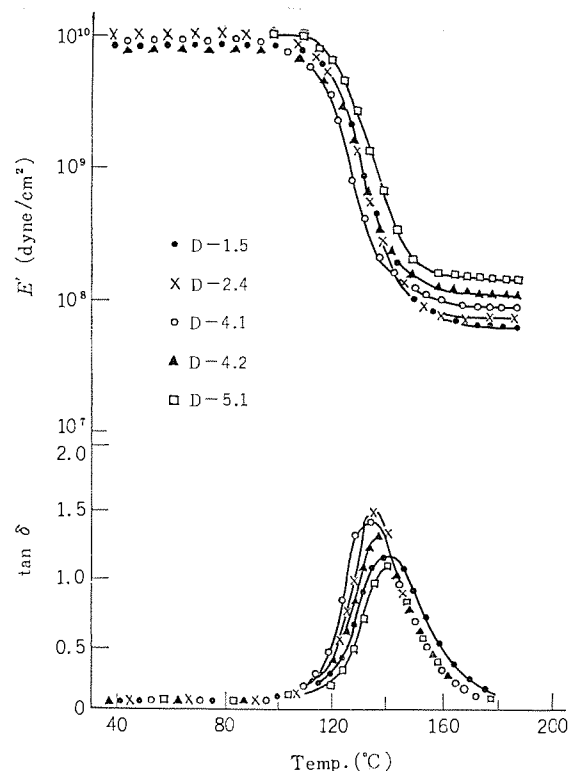 10¹⁰
10⁹
10⁸
10⁷
E' (dyne/cm²)
D-1.5
D-2.4
D-4.1
D-4.2
D-5.1
2.0
1.5
1.0
0.5
0
tan δ
40
80
120
160
200
Temp.(°C)